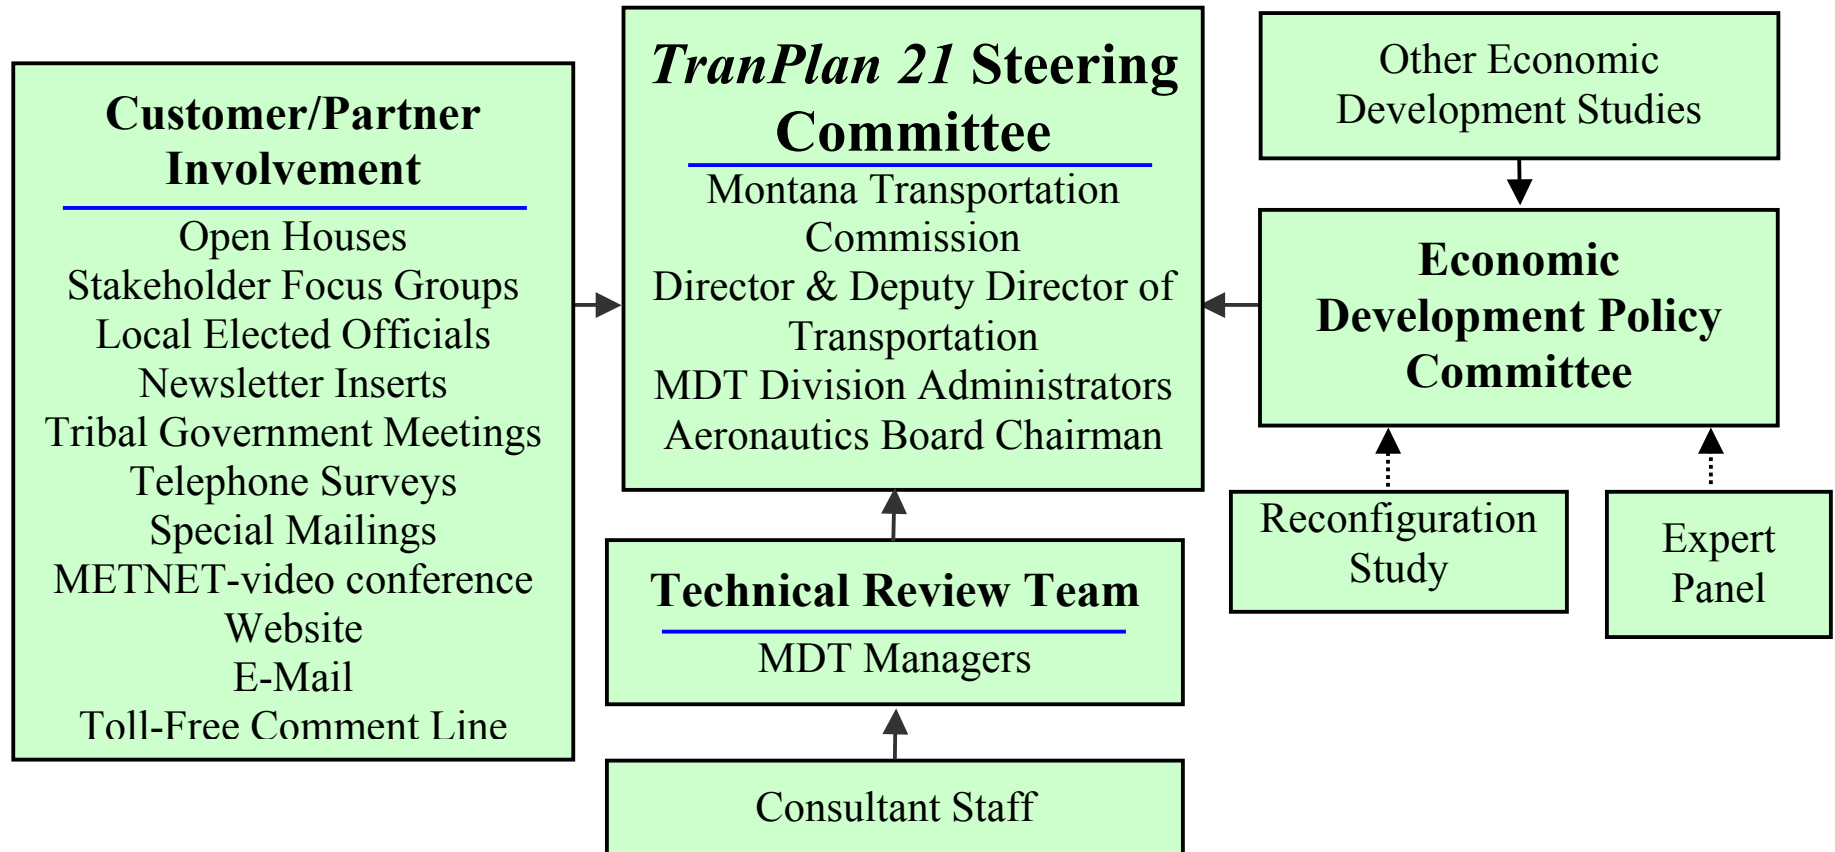 Customer/Partner
Involvement
Open Houses
Stakeholder Focus Groups
Local Elected Officials
Newsletter Inserts
Tribal Government Meetings
Telephone Surveys
Special Mailings
METNET-video conference
Website
E-Mail
Toll-Free Comment Line
TranPlan 21 Steering
Committee
Montana Transportation
Commission
Director & Deputy Director of
Transportation
MDT Division Administrators
Aeronautics Board Chairman
Technical Review Team
MDT Managers
Consultant Staff
Other Economic
Development Studies
Economic
Development Policy
Committee
Reconfiguration
Study
Expert
Panel